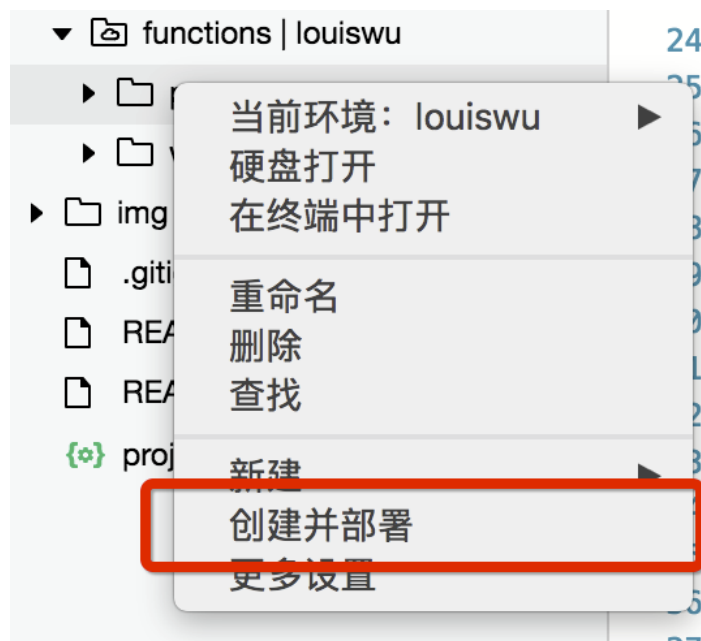 functions | louiswu
当前环境：louiswu
硬盘打开
在终端中打开
img
.giti
重命名
REA
删除
REA
查找
proj
新建
创建并部署
更多设置
24